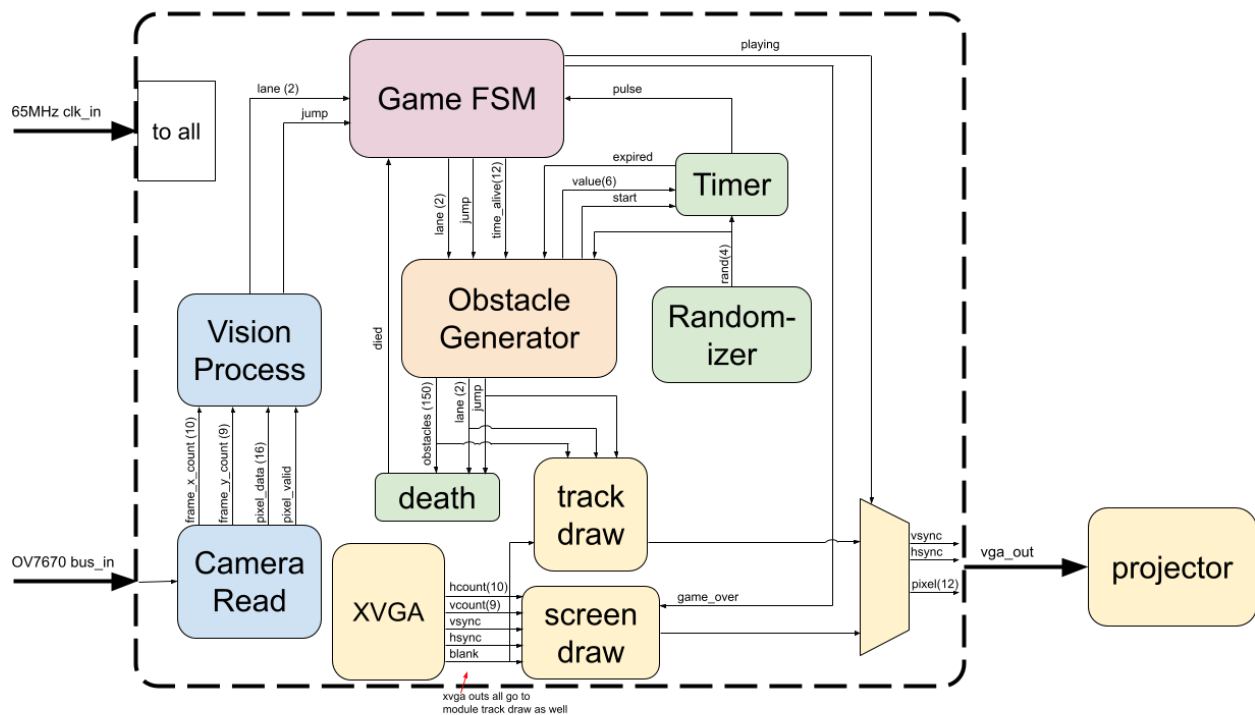 playing
lane (2)
Game FSM
pulse
65MHz clk_in
jump
to all
expired
value(6)
start
Timer
lane (2)
jump
time_alive(12)
rand(4)
Obstacle
Generator
Random-
izer
Vision
Process
died
obstacles (150)
lane (2)
jump
frame_x_count (10)
frame_y_count (9)
pixel_data (16)
pixel_valid
death
track
draw
OV7670 bus_in
Camera
Read
XVGA
hcount(10)
vcount(9)
vsync
hsync
blank
screen
draw
game_over
vsync
hsync
pixel(12)
vga_out
projector
xvga outs all go to
module track draw as well